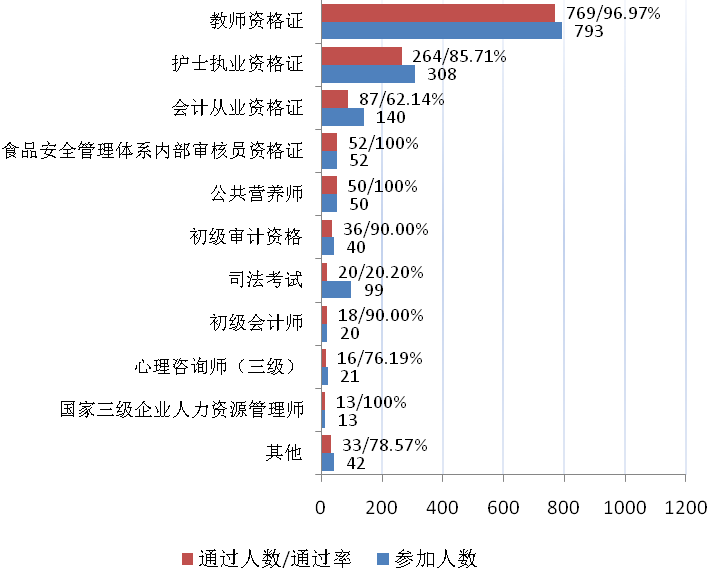 教师资格证
769/96.97%
793
护士执业资格证
264/85.71%
308
会计从业资格证
87/62.14%
140
食品安全管理体系内部审核员资格证
52/100%
52
公共营养师
50/100%
50
初级审计资格
36/90.00%
40
司法考试
20/20.20%
99
初级会计师
18/90.00%
20
心理咨询师（三级）
16/76.19%
21
国家三级企业人力资源管理师
13/100%
13
其他
33/78.57%
42
0 200 400 600 800 1000 1200
通过人数/通过率 参加人数